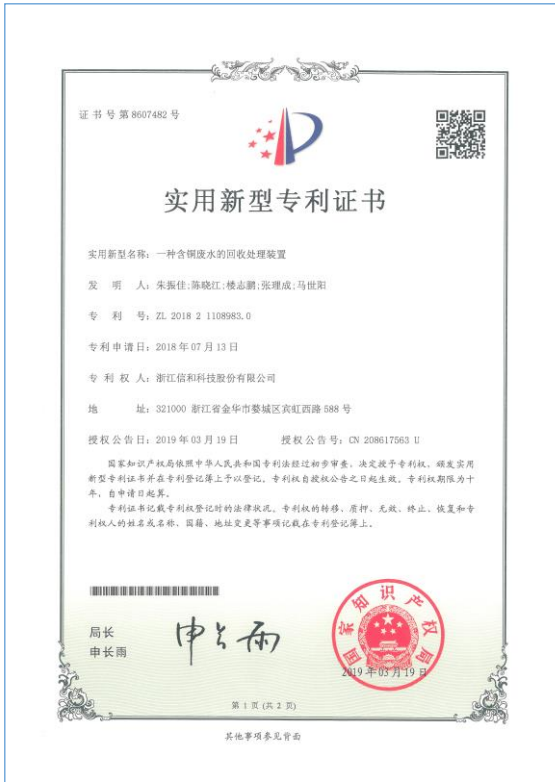 证书号第8607482号
实用新型专利证书
实用新型名称：一种含铜废水的回收处理装置
发 明 人：朱振佳;陈晓江;楼志鹏;张理成;马世阳
专 利 号：ZL 2018 2 1108983.0
专利申请日：2018年07月13日
专 利 权 人：浙江信和科技股份有限公司
地 址：321000 浙江省金华市婺城区宾虹西路588号
授权公告日：2019年03月19日 授权公告号：CN 208617563 U
国家知识产权局依照中华人民共和国专利法经过初步审查，决定授予专利权，颁发实用
新型专利证书并在专利登记簿上予以登记。专利权自授权公告之日起生效。专利权期限为十
年，自申请日起算。
专利证书记载专利权登记时的法律状况。专利权的转移、质押、无效、终止、恢复和专
利权人的姓名或名称、国籍、地址变更等事项记载在专利登记簿上。
局长
申长雨
申长雨
国家知识产权局
2019年03月19日
第 1 页 (共 2 页)
其他事项参见背面